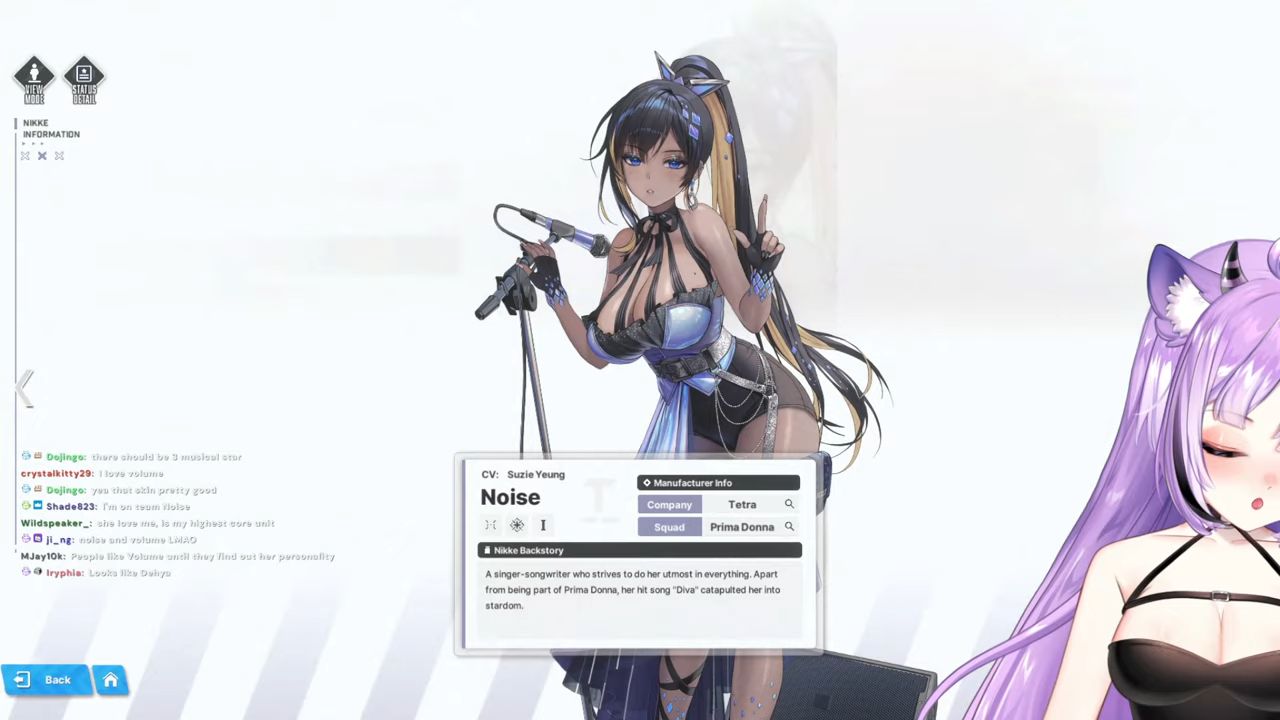 VIEW
MODE
STATUS
DETAIL
NIKKE
INFORMATION
Dojingo: there should be 3 musical star
crystalkitty29: I love volume
Dojingo: yea that skin pretty good
Shade823: I'm on team Noise
Wildspeaker_: she love me, is my highest core unit
ji_ng: noise and volume LMAO
MJay10k: People like Volume until they find out her personality
Iryphia: Looks like Dehya
CV: Suzie Yeung
Noise
Manufacturer Info
Company Tetra
Squad Prima Donna
Nikke Backstory
A singer-songwriter who strives to do her utmost in everything. Apart
from being part of Prima Donna, her hit song "Diva" catapulted her into
stardom.
Back